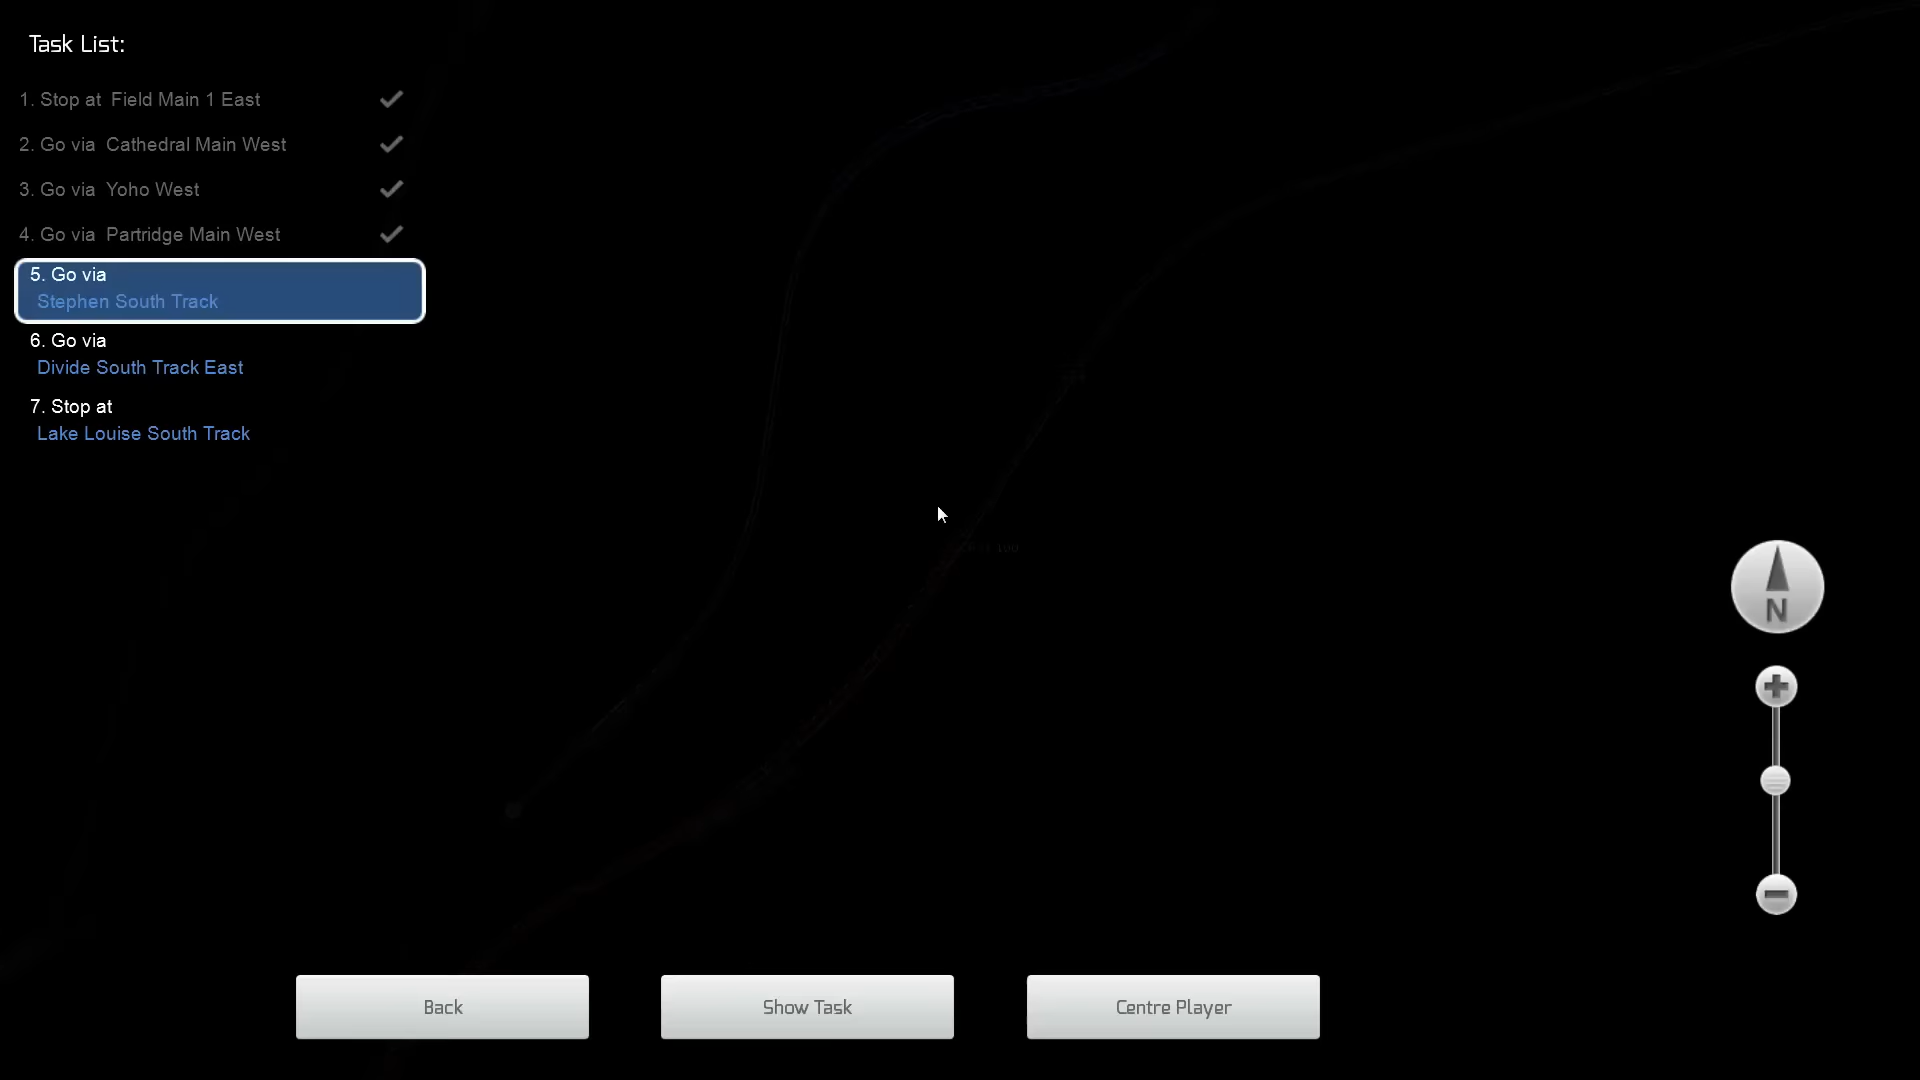 Task List:
1. Stop at Field Main 1 East
2. Go via Cathedral Main West
3. Go via Yoho West
4. Go via Partridge Main West
5. Go via
Stephen South Track
6. Go via
Divide South Track East
7. Stop at
Lake Louise South Track
N
Back
Show Task
Centre Player